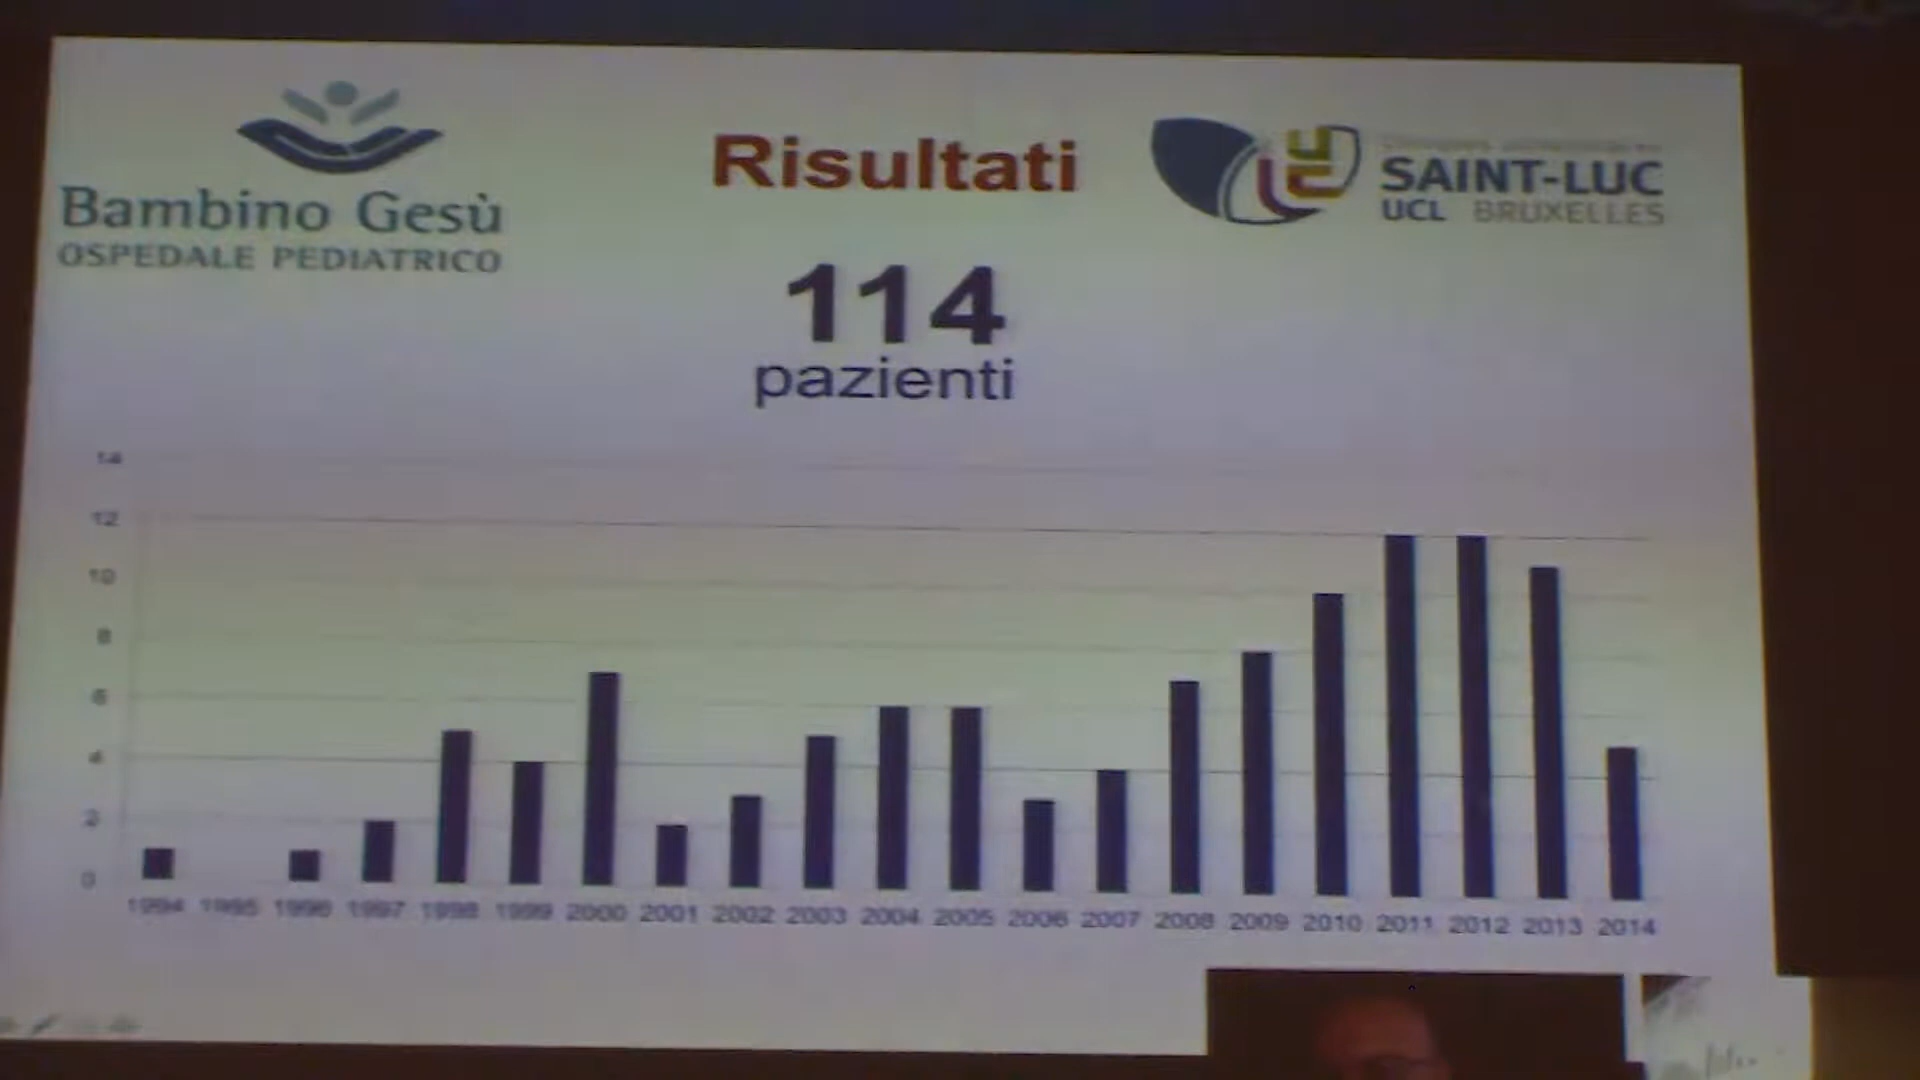 Bambino Gesù
OSPEDALE PEDIATRICO
Risultati
SAINT-LUC
UCL BRUXELLES
114
pazienti
14
12
10
8
6
4
2
0
1994 1995 1996 1997 1998 1999 2000 2001 2002 2003 2004 2005 2006 2007 2008 2009 2010 2011 2012 2013 2014